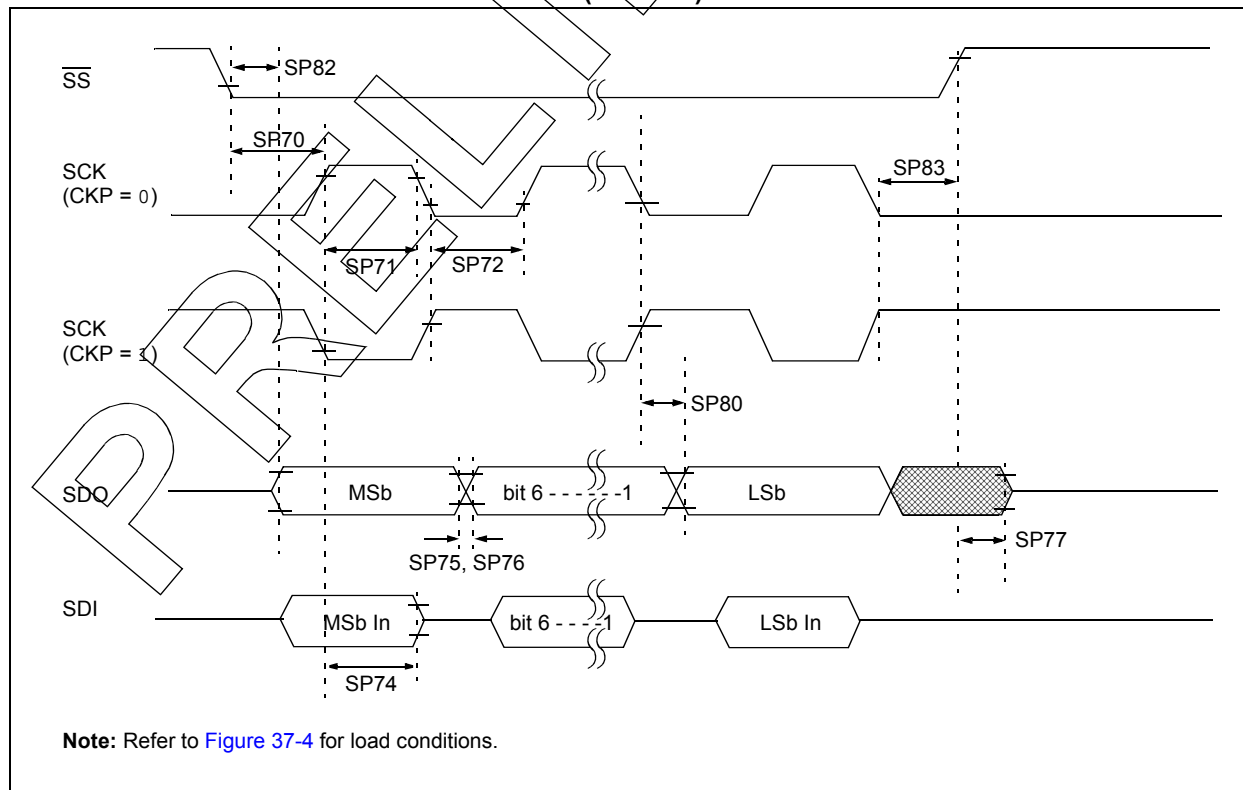 SS
SP82
SP70
SCK
(CKP = 0)
SP83
SP71
SP72
SCK
(CKP = 1)
SP80
SDO
MSb
bit 6 - - - - - -1
LSb
SP77
SP75, SP76
SDI
MSb In
bit 6 - - - -1
LSb In
SP74
Note: Refer to Figure 37-4 for load conditions.
PREL